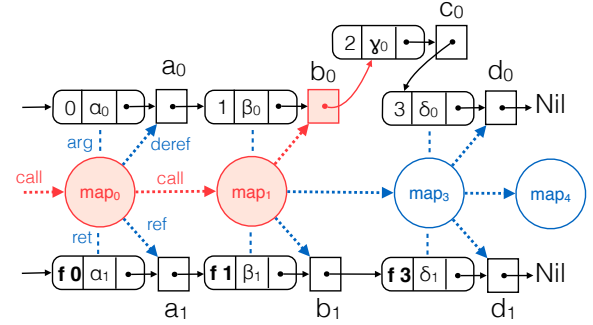 c₀
2 γ₀
a₀ b₀ d₀
0 α₀ 1 β₀ 3 δ₀ Nil
arg deref
call map₀ call map₁ map₃ map₄
ret ref
f 0 α₁ f 1 β₁ f 3 δ₁ Nil
a₁ b₁ d₁